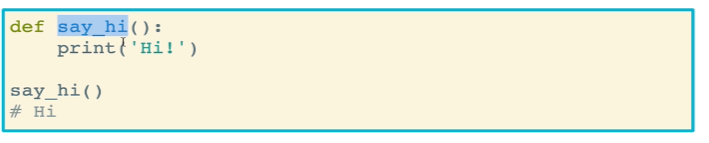 def say_hi():
    print('Hi!')

say_hi()
# Hi